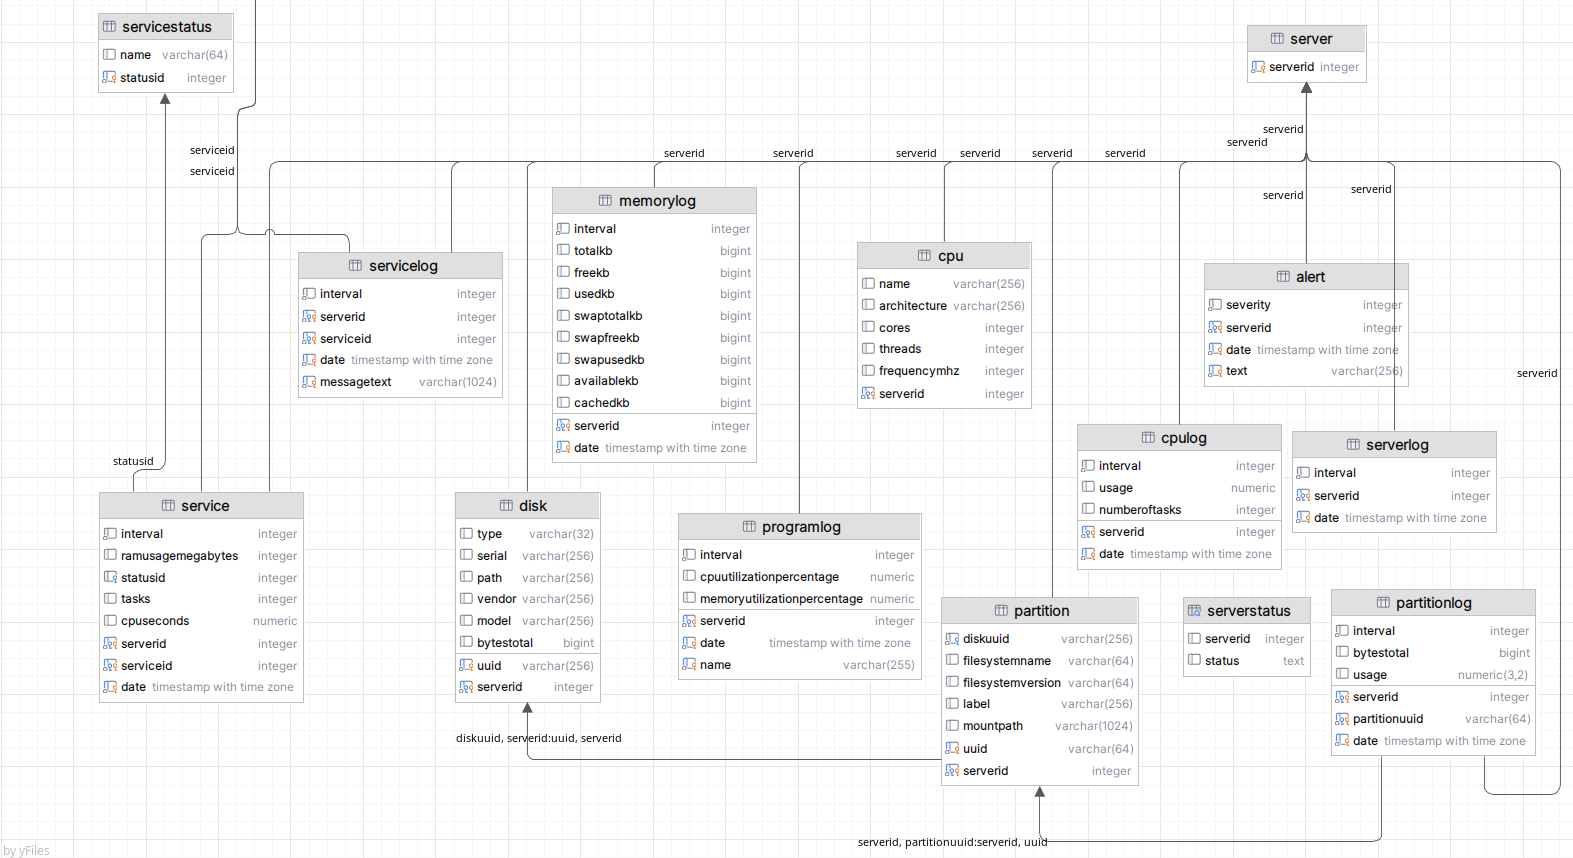 servicestatus
name varchar(64)
statusid integer
server
serverid integer
serverid
serverid
serviceid
serviceid
serverid
serverid
serverid
serverid
serverid
serverid
serverid
serverid
serverid
statusid
memorylog
interval integer
totalkb bigint
freekb bigint
usedkb bigint
swaptotalkb bigint
swapfreekb bigint
swapusedkb bigint
availablekb bigint
cachedkb bigint
serverid integer
date timestamp with time zone
servicelog
interval integer
serverid integer
serviceid integer
date timestamp with time zone
messagetext varchar(1024)
cpu
name varchar(256)
architecture varchar(256)
cores integer
threads integer
frequencymhz integer
serverid integer
alert
severity integer
serverid integer
date timestamp with time zone
text varchar(256)
cpulog
interval integer
usage numeric
numberoftasks integer
serverid integer
date timestamp with time zone
serverlog
interval integer
serverid integer
date timestamp with time zone
service
interval integer
ramusagemegabytes integer
statusid integer
tasks integer
cpuseconds numeric
serverid integer
serviceid integer
date timestamp with time zone
disk
type varchar(32)
serial varchar(256)
path varchar(256)
vendor varchar(256)
model varchar(256)
bytestotal bigint
uuid varchar(256)
serverid integer
programlog
interval integer
cpuutilizationpercentage numeric
memoryutilizationpercentage numeric
serverid integer
date timestamp with time zone
name varchar(255)
partition
diskuuid varchar(256)
filesystemname varchar(64)
filesystemversion varchar(64)
label varchar(256)
mountpath varchar(1024)
uuid varchar(64)
serverid integer
serverstatus
serverid integer
status text
partitionlog
interval integer
bytestotal bigint
usage numeric(3,2)
serverid integer
partitionuuid varchar(64)
date timestamp with time zone
diskuuid, serverid:uuid, serverid
serverid, partitionuuid:serverid, uuid
by yFiles